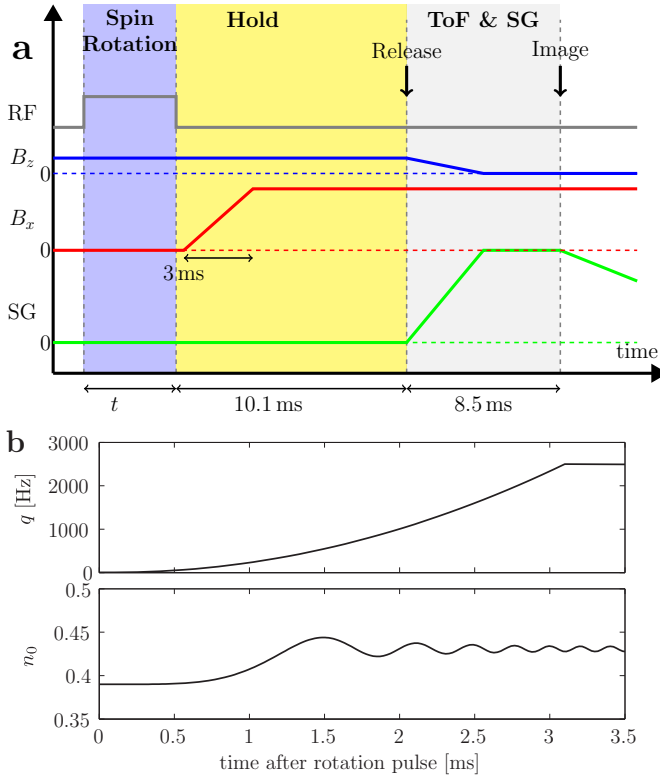 a
Spin
Rotation
Hold
ToF & SG
Release
Image
RF
B_z
0
B_x
0
3 ms
SG
0
time
t
10.1 ms
8.5 ms
b
3000
2000
1000
0
q [Hz]
0.5
0.45
0.4
0.35
n_0
0
0.5
1
1.5
2
2.5
3
3.5
time after rotation pulse [ms]